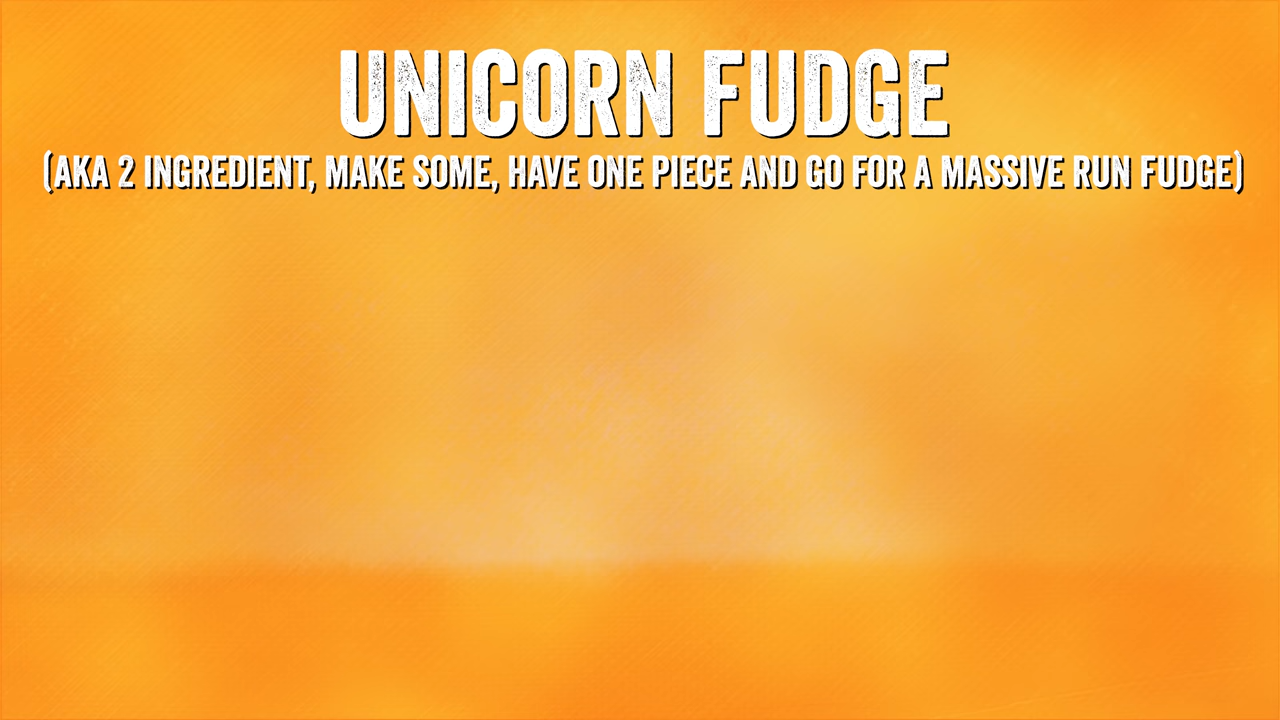 UNICORN FUDGE
(AKA 2 INGREDIENT, MAKE SOME, HAVE ONE PIECE AND GO FOR A MASSIVE RUN FUDGE)